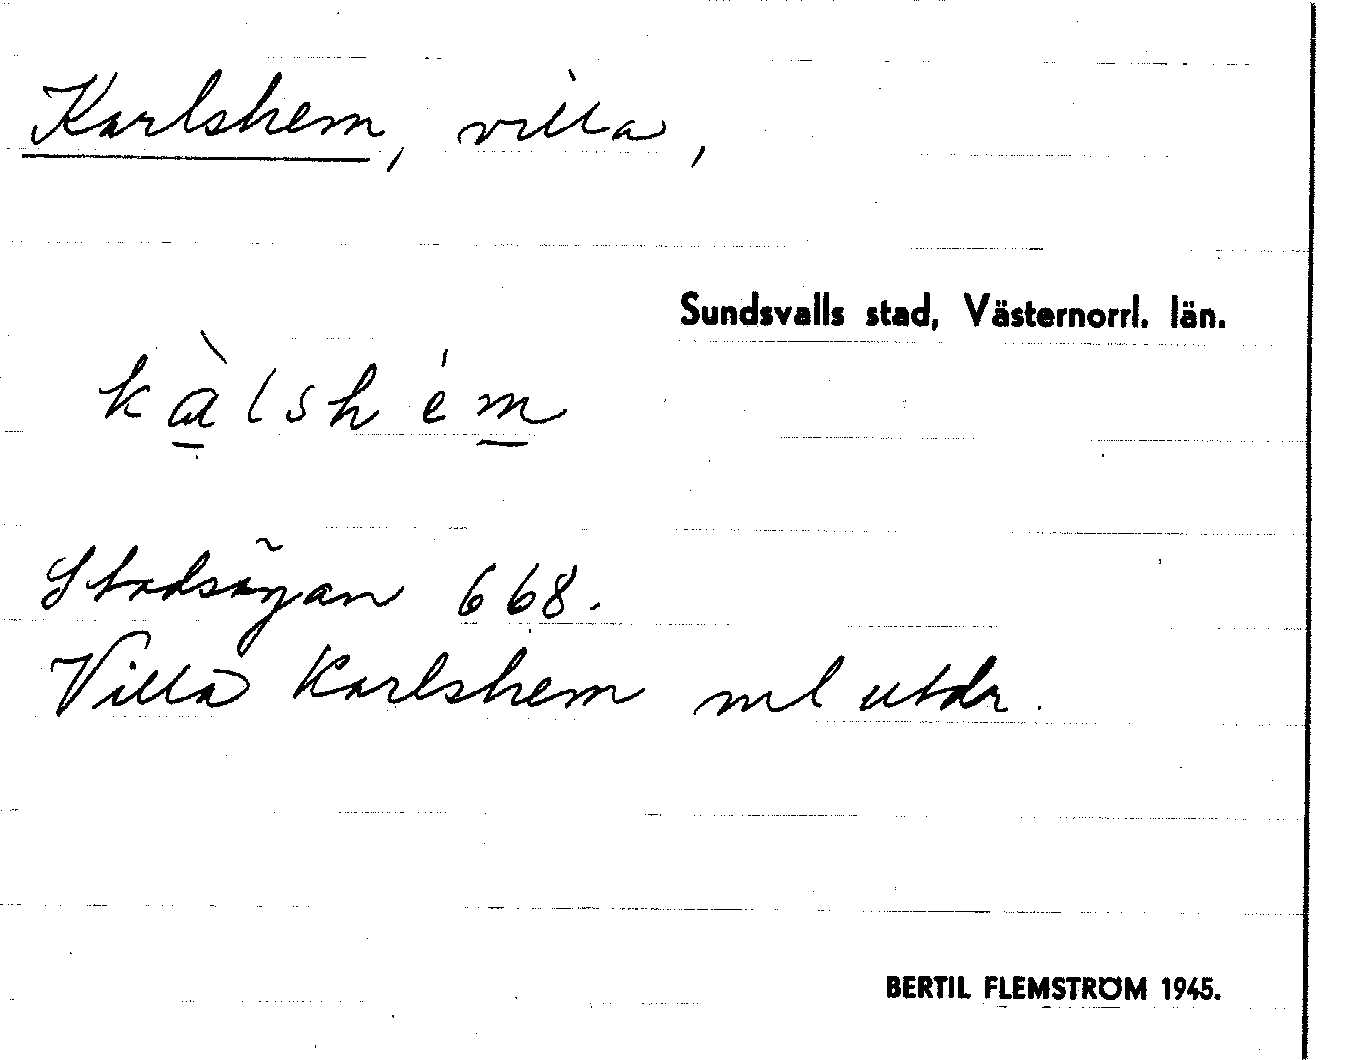 Karlshem, villa,
Sundsvalls stad, Västernorrl. län.
kàlshém
Stadsägan 668.
Villa Karlshem ml utdr.
BERTIL FLEMSTRÖM 1945.